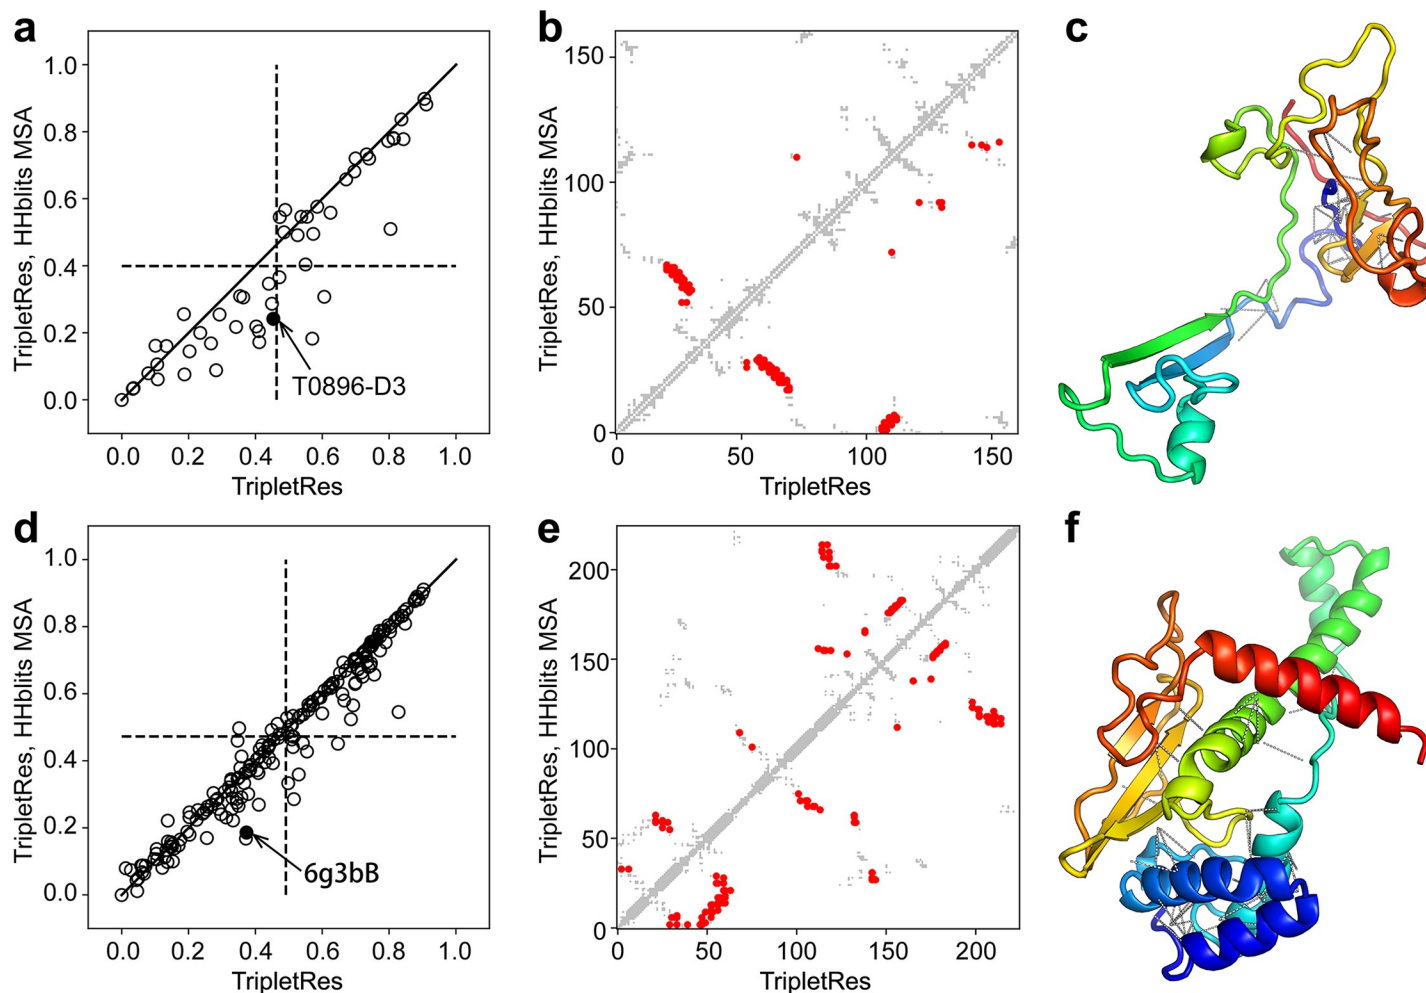 a
TripletRes, HHblits MSA
1.0
0.8
0.6
0.4
0.2
0.0
T0896-D3
0.0 0.2 0.4 0.6 0.8 1.0
TripletRes
b
TripletRes, HHblits MSA
150
100
50
0
0 50 100 150
TripletRes
c
d
TripletRes, HHblits MSA
1.0
0.8
0.6
0.4
0.2
0.0
6g3bB
0.0 0.2 0.4 0.6 0.8 1.0
TripletRes
e
TripletRes, HHblits MSA
200
150
100
50
0
0 50 100 150 200
TripletRes
f